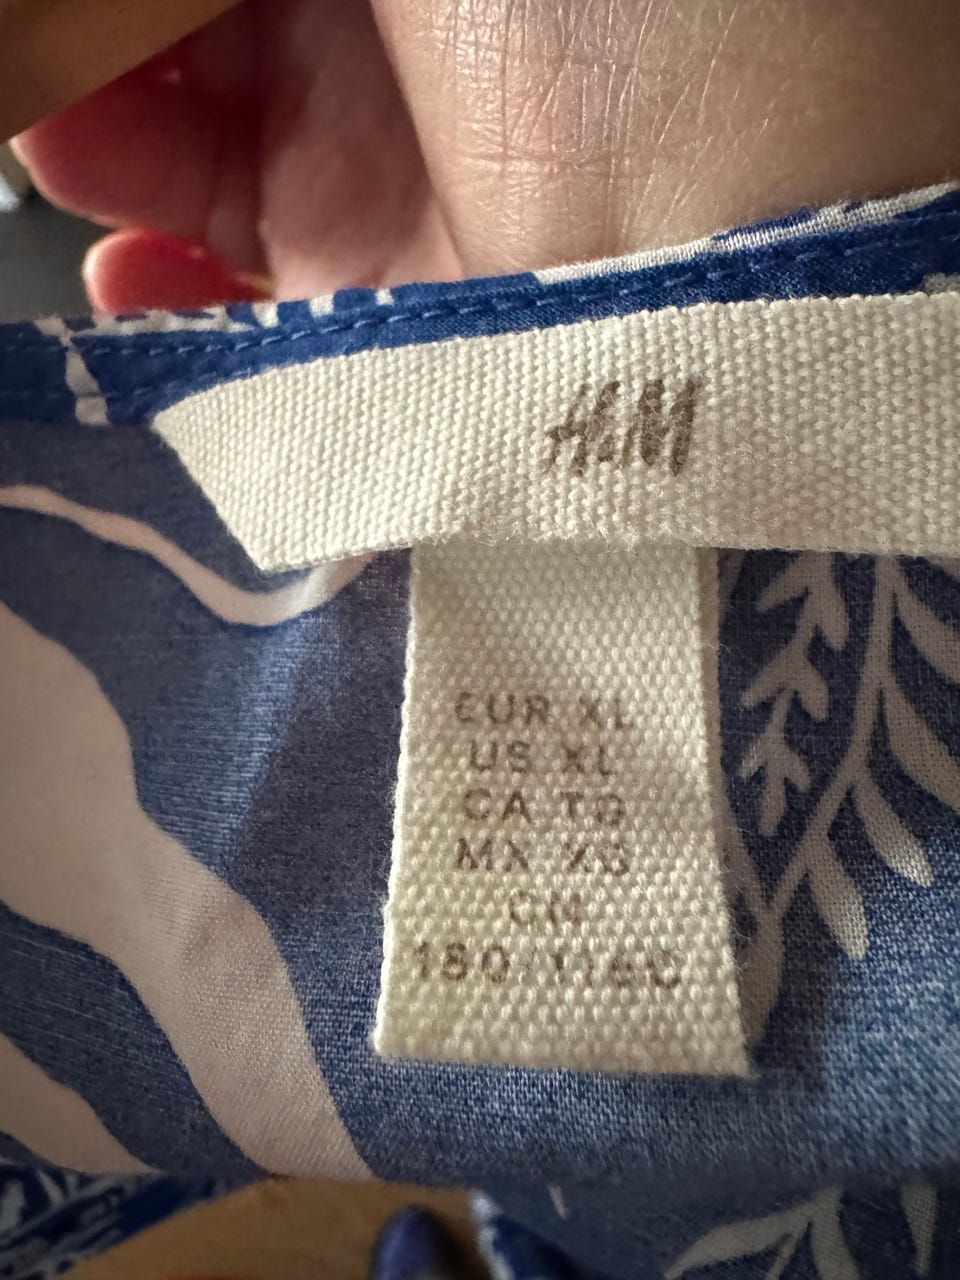 H&M
EUR XL
US XL
CA TG
MX XG
CN
180/116C